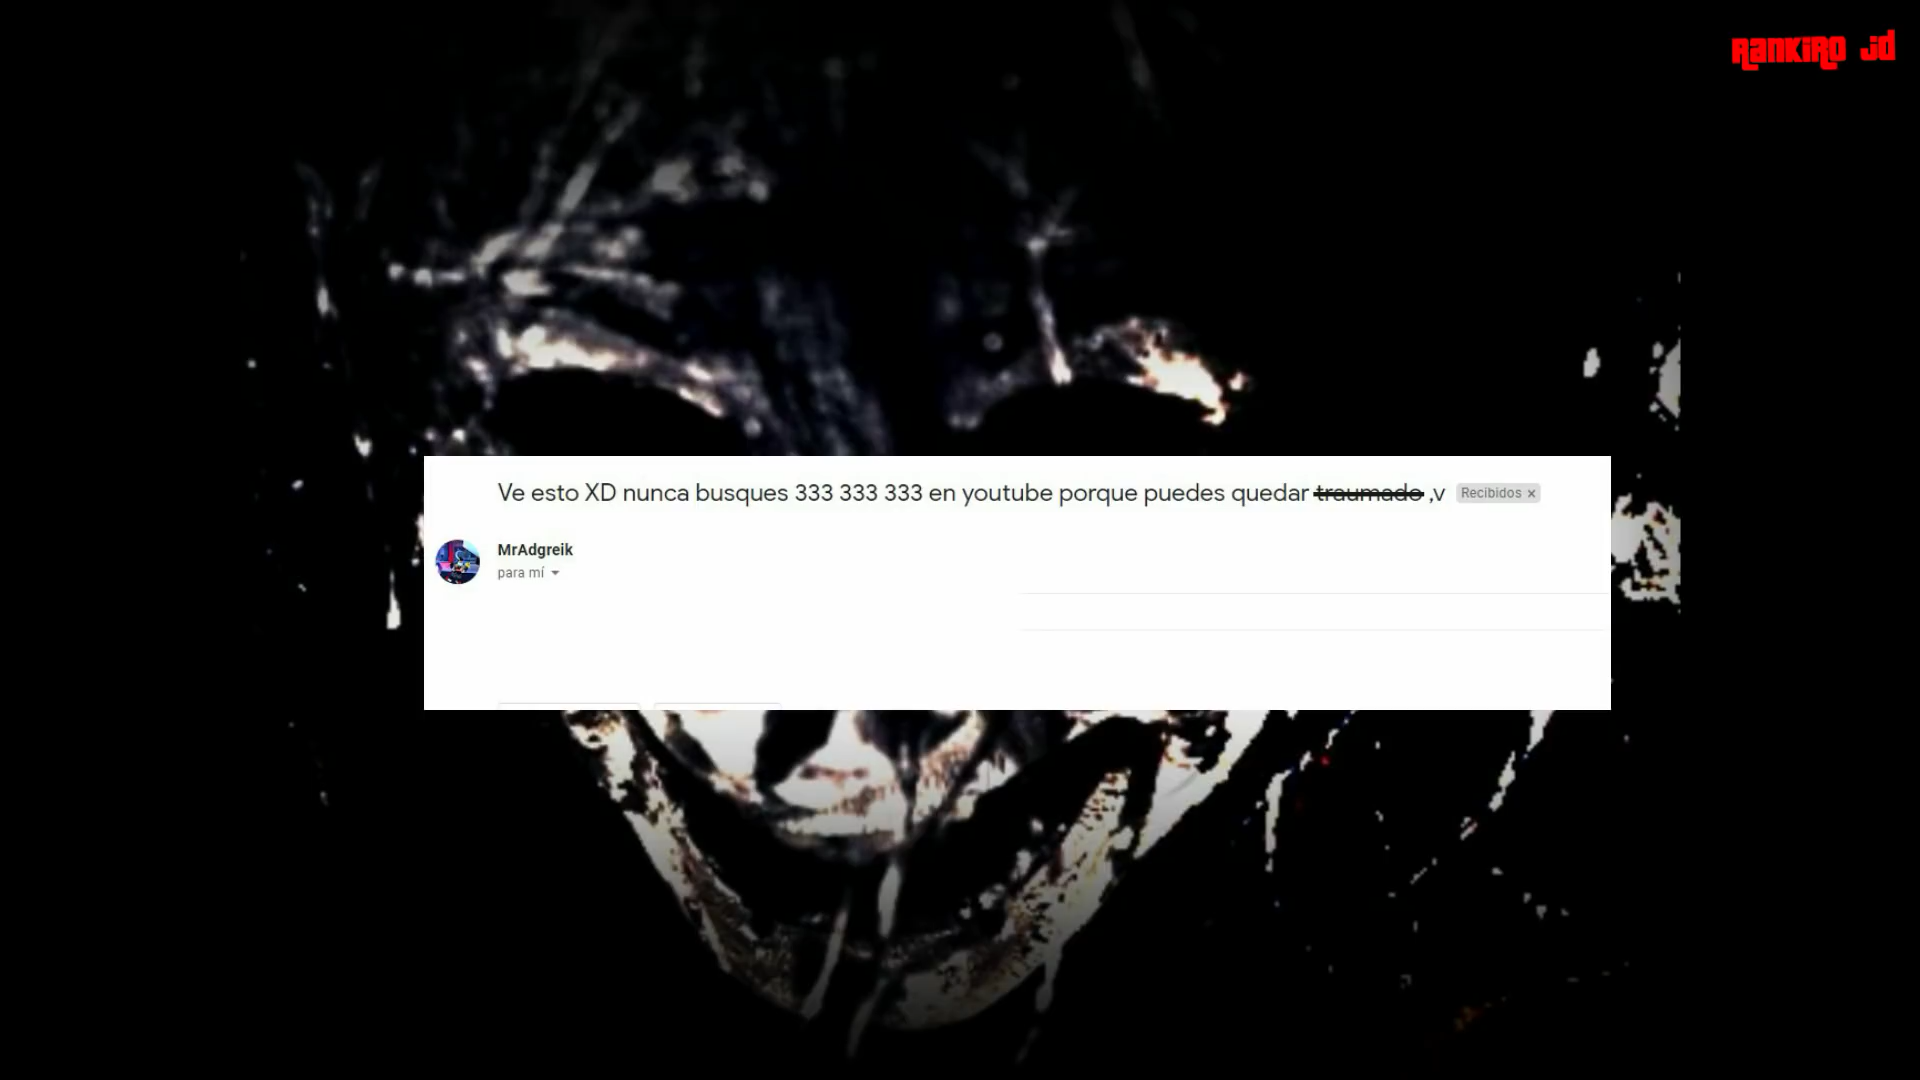 RANKIRO JD
Ve esto XD nunca busques 333 333 333 en youtube porque puedes quedar traumado ,v Recibidos ×
MrAdgreik
para mí